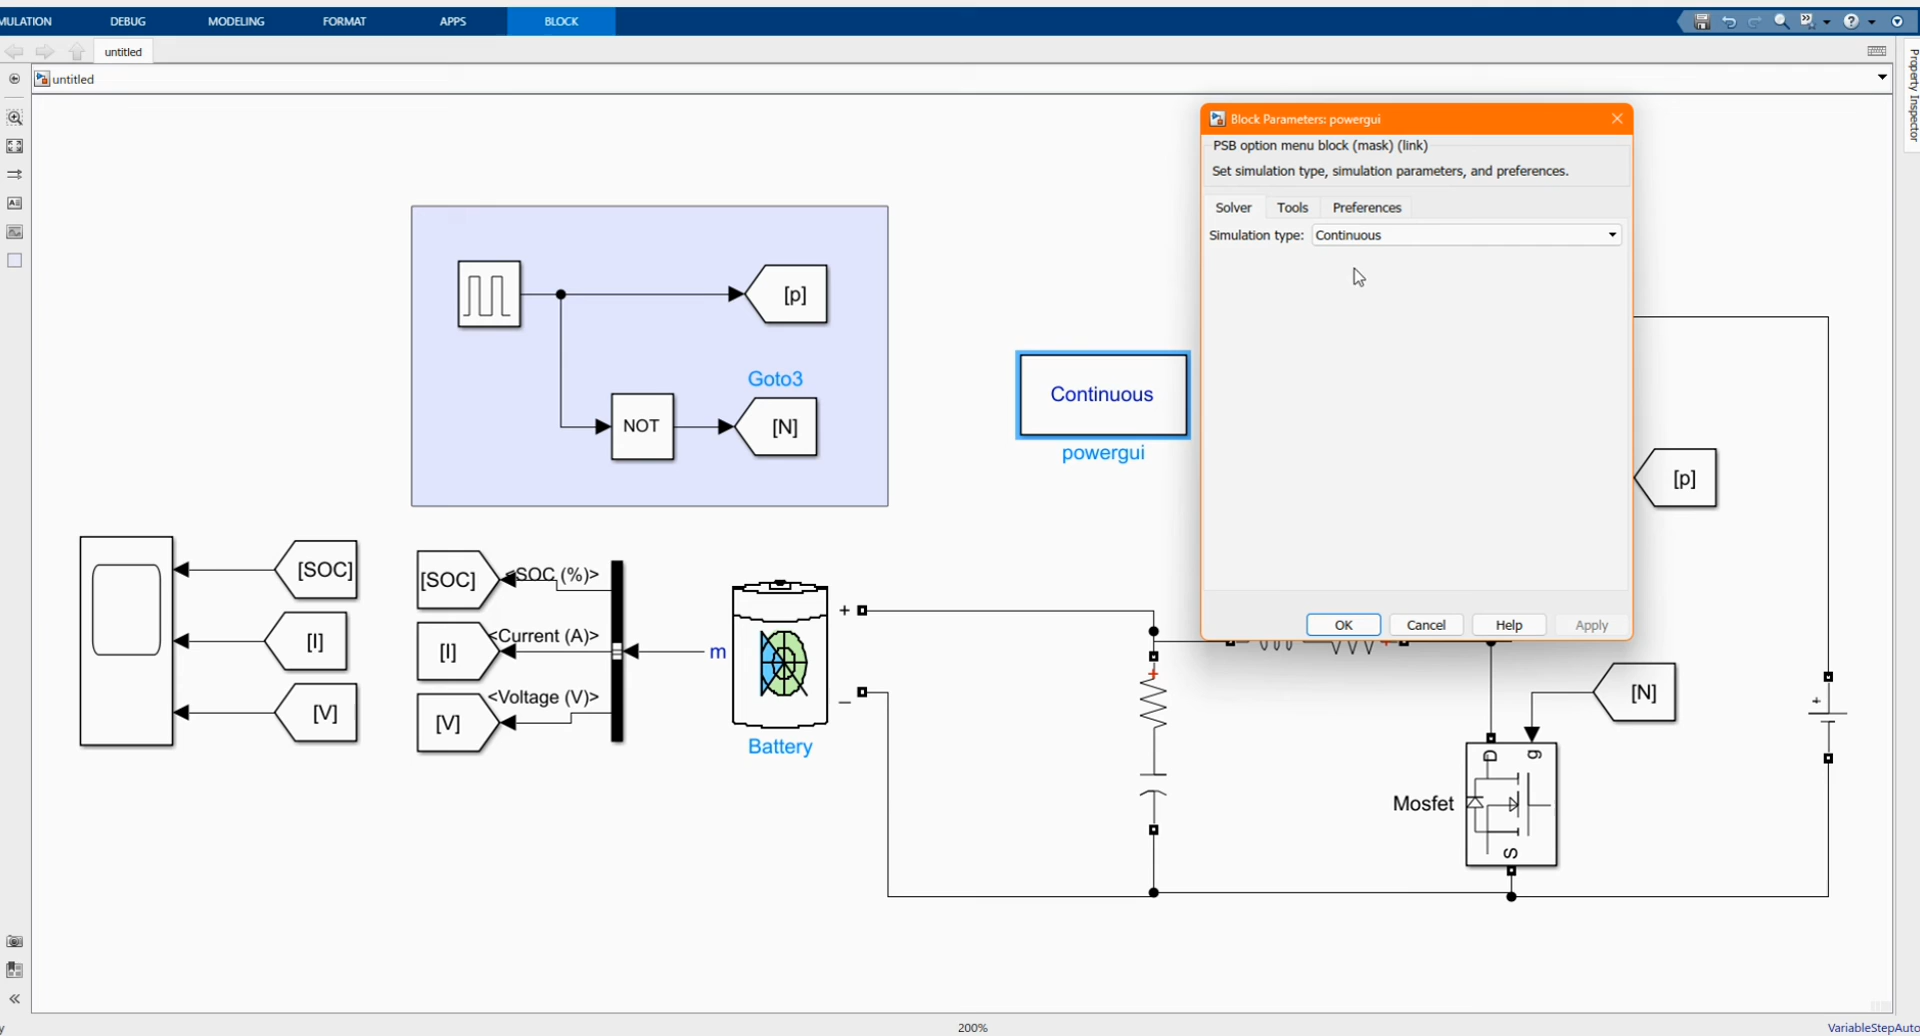 MULATION DEBUG MODELING FORMAT APPS BLOCK
untitled
untitled
Property Inspector
Block Parameters: powergui
PSB option menu block (mask) (link)
Set simulation type, simulation parameters, and preferences.
Solver Tools Preferences
Simulation type: Continuous
OK Cancel Help Apply
[p]
Goto3
NOT
[N]
Continuous
powergui
[p]
[SOC]
[I]
[V]
[SOC]
<SOC (%)>
[I]
<Current (A)>
[V]
<Voltage (V)>
m
+
−
Battery
+
+
[N]
D
g
S
Mosfet
+
200%
VariableStepAuto